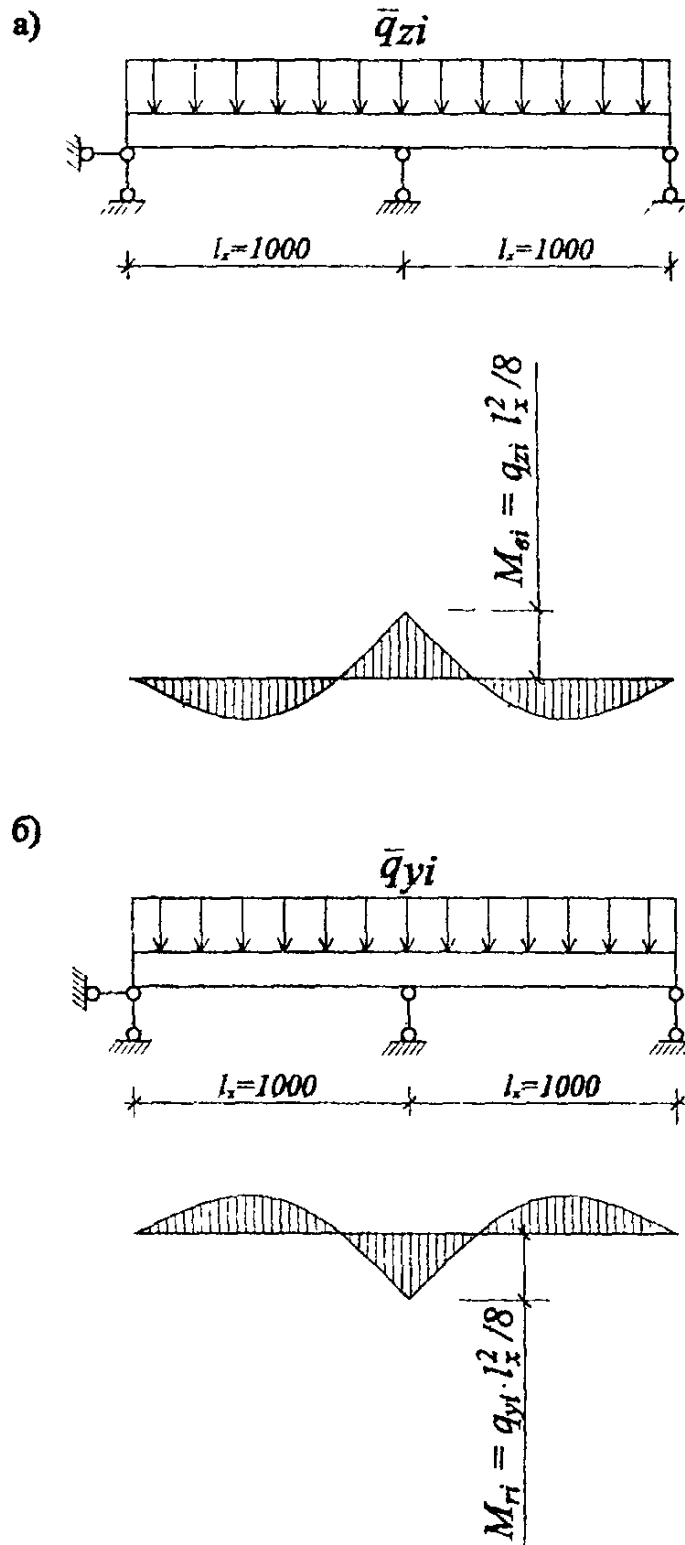 а)
q̄zi
lₓ=1000 lₓ=1000
Mвi = qzi lx²/8
б)
q̄yi
lₓ=1000 lₓ=1000
Mгi = qyi · lx²/8